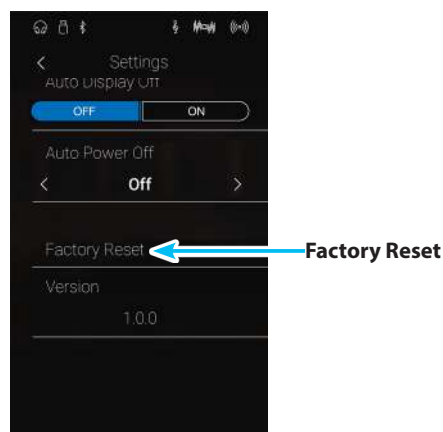 Settings
Auto Display Off
OFF ON
Auto Power Off
Off
Factory Reset
Factory Reset
Version
1.0.0